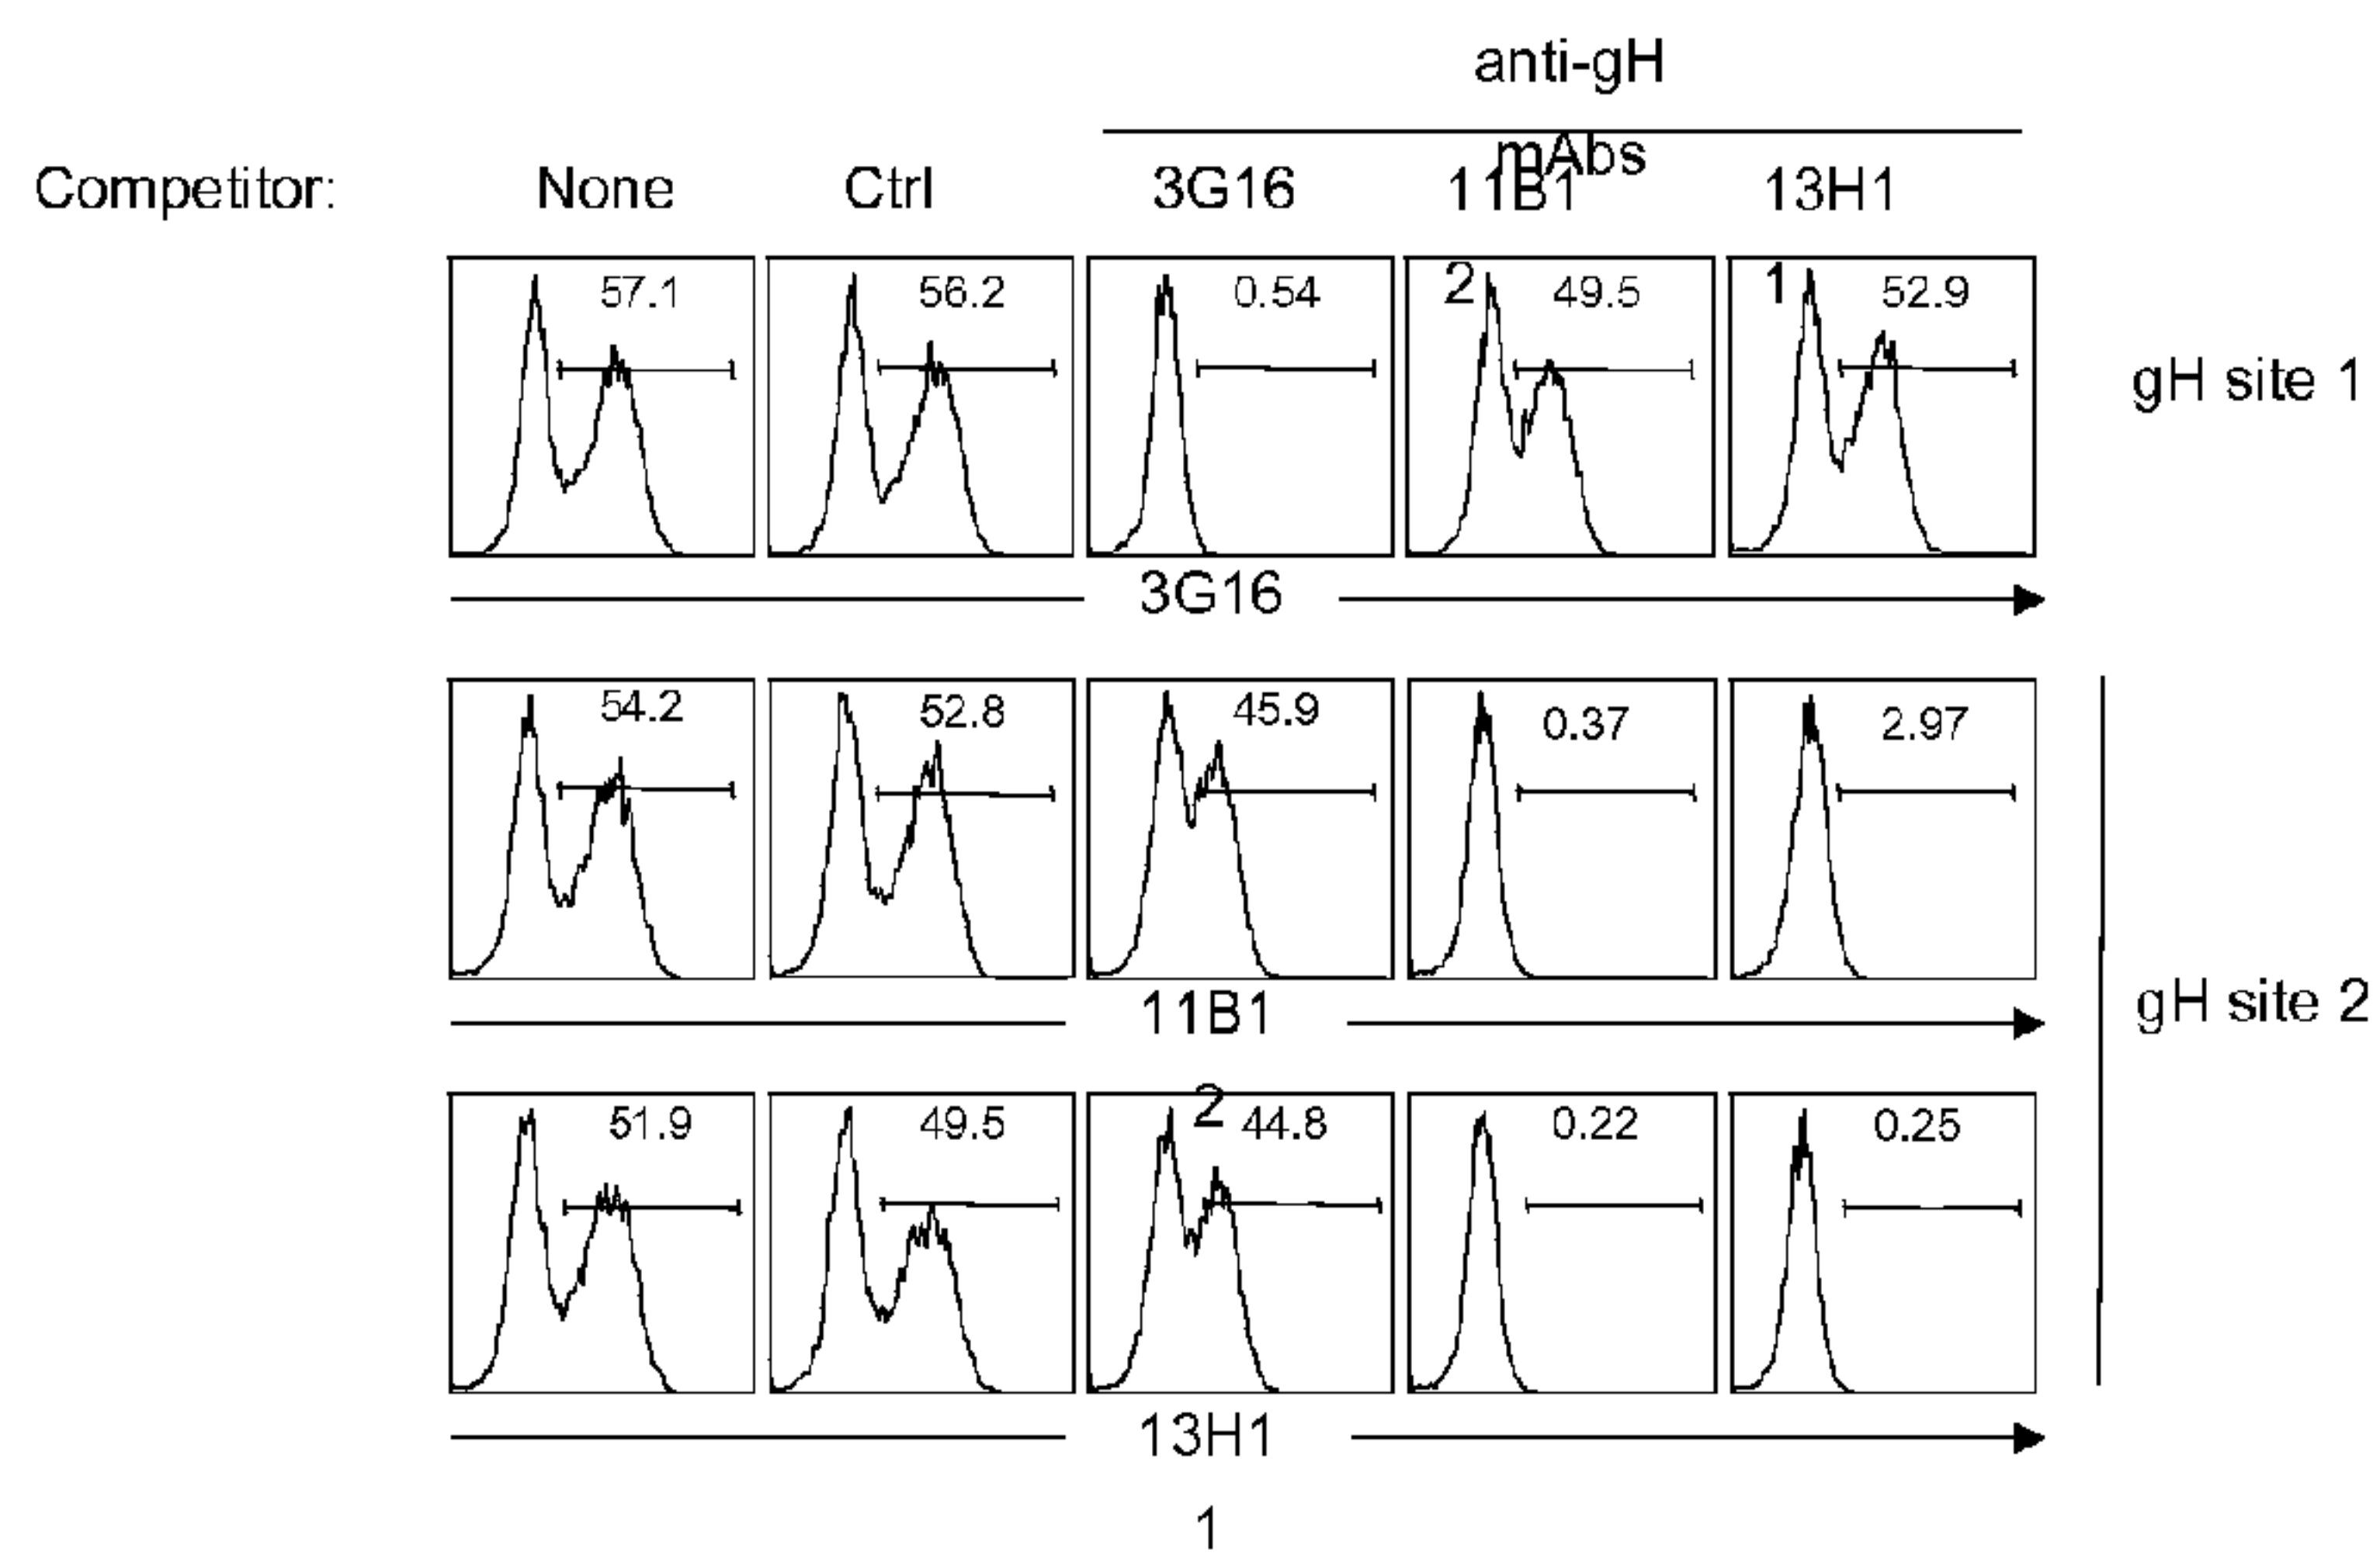 anti-gH
mAbs
Competitor: None Ctrl 3G16 11B1 13H1
2 1
57.1 56.2 0.54 49.5 52.9
gH site 1
3G16
54.2 52.8 45.9 0.37 2.97
11B1
2
gH site 2
51.9 49.5 44.8 0.22 0.25
13H1
1